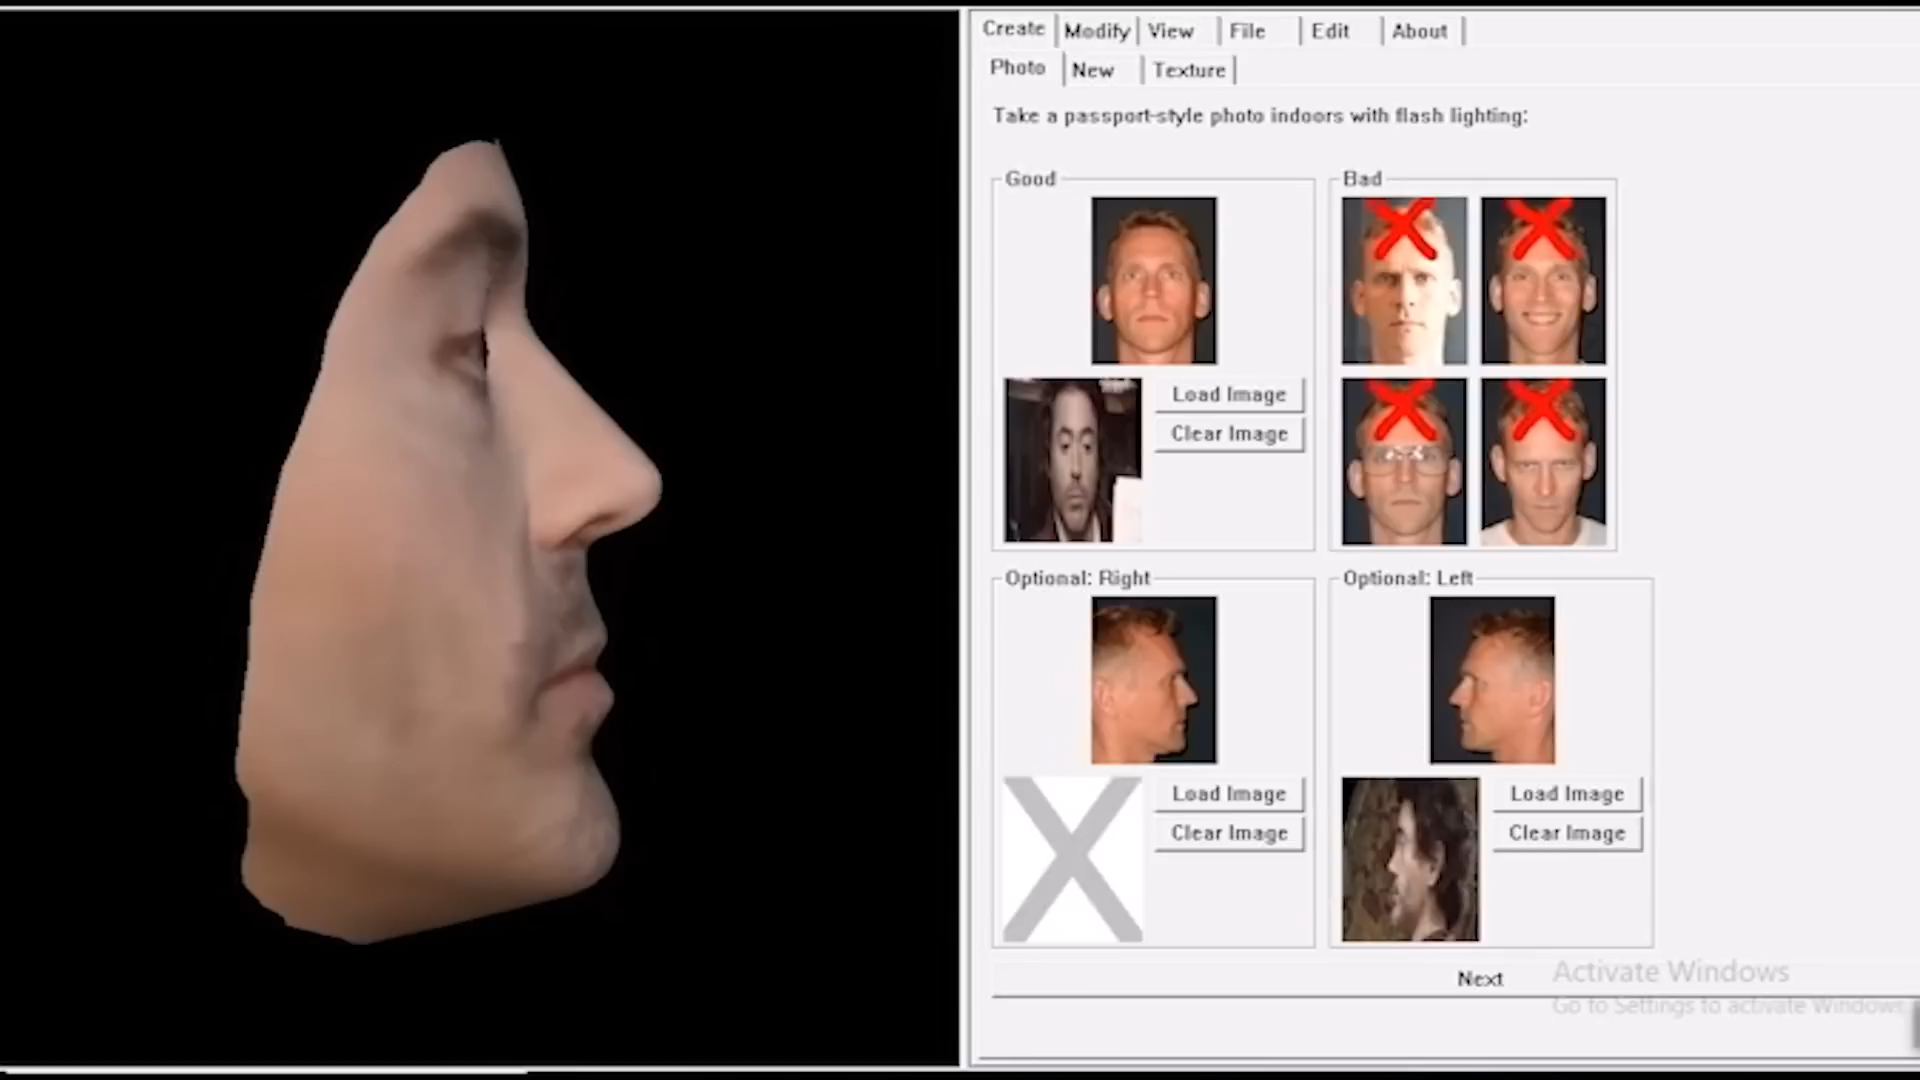 Create Modify View File Edit About
Photo New Texture
Take a passport-style photo indoors with flash lighting:
Good Bad
Load Image
Clear Image
Optional: Right Optional: Left
Load Image Load Image
Clear Image Clear Image
Next
Activate Windows
Go to Settings to activate Windows.